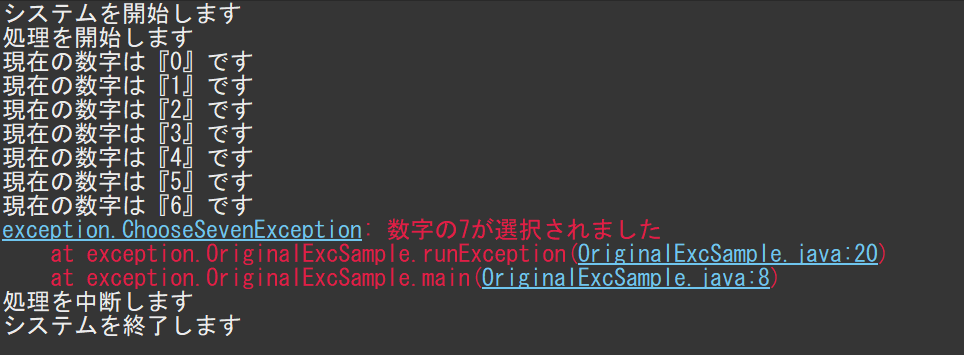 システムを開始します
処理を開始します
現在の数字は『0』です
現在の数字は『1』です
現在の数字は『2』です
現在の数字は『3』です
現在の数字は『4』です
現在の数字は『5』です
現在の数字は『6』です
exception.ChooseSevenException: 数字の7が選択されました
    at exception.OriginalExcSample.runException(OriginalExcSample.java:20)
    at exception.OriginalExcSample.main(OriginalExcSample.java:8)
処理を中断します
システムを終了します